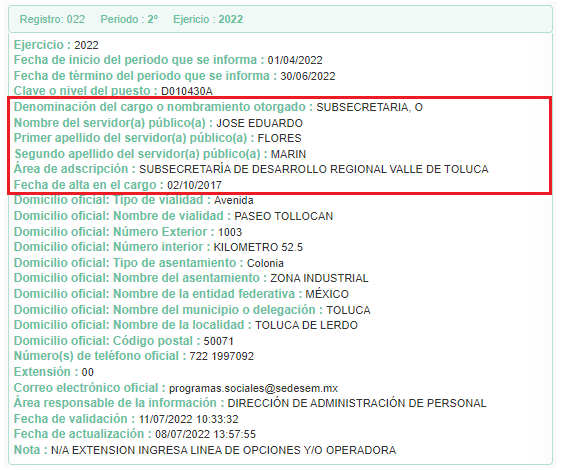 Registro: 022 Periodo : 2º Ejericio : 2022
Ejercicio : 2022
Fecha de inicio del periodo que se informa : 01/04/2022
Fecha de término del periodo que se informa : 30/06/2022
Clave o nivel del puesto : D010430A
Denominación del cargo o nombramiento otorgado : SUBSECRETARIA, O
Nombre del servidor(a) público(a) : JOSE EDUARDO
Primer apellido del servidor(a) público(a) : FLORES
Segundo apellido del servidor(a) público(a) : MARIN
Área de adscripción : SUBSECRETARÍA DE DESARROLLO REGIONAL VALLE DE TOLUCA
Fecha de alta en el cargo : 02/10/2017
Domicilio oficial: Tipo de vialidad : Avenida
Domicilio oficial: Nombre de vialidad : PASEO TOLLOCAN
Domicilio oficial: Número Exterior : 1003
Domicilio oficial: Número interior : KILOMETRO 52.5
Domicilio oficial: Tipo de asentamiento : Colonia
Domicilio oficial: Nombre del asentamiento : ZONA INDUSTRIAL
Domicilio oficial: Nombre de la entidad federativa : MÉXICO
Domicilio oficial: Nombre del municipio o delegación : TOLUCA
Domicilio oficial: Nombre de la localidad : TOLUCA DE LERDO
Domicilio oficial: Código postal : 50071
Número(s) de teléfono oficial : 722 1997092
Extensión : 00
Correo electrónico oficial : programas.sociales@sedesem.mx
Área responsable de la información : DIRECCIÓN DE ADMINISTRACIÓN DE PERSONAL
Fecha de validación : 11/07/2022 10:33:32
Fecha de actualización : 08/07/2022 13:57:55
Nota : N/A EXTENSION INGRESA LINEA DE OPCIONES Y/O OPERADORA